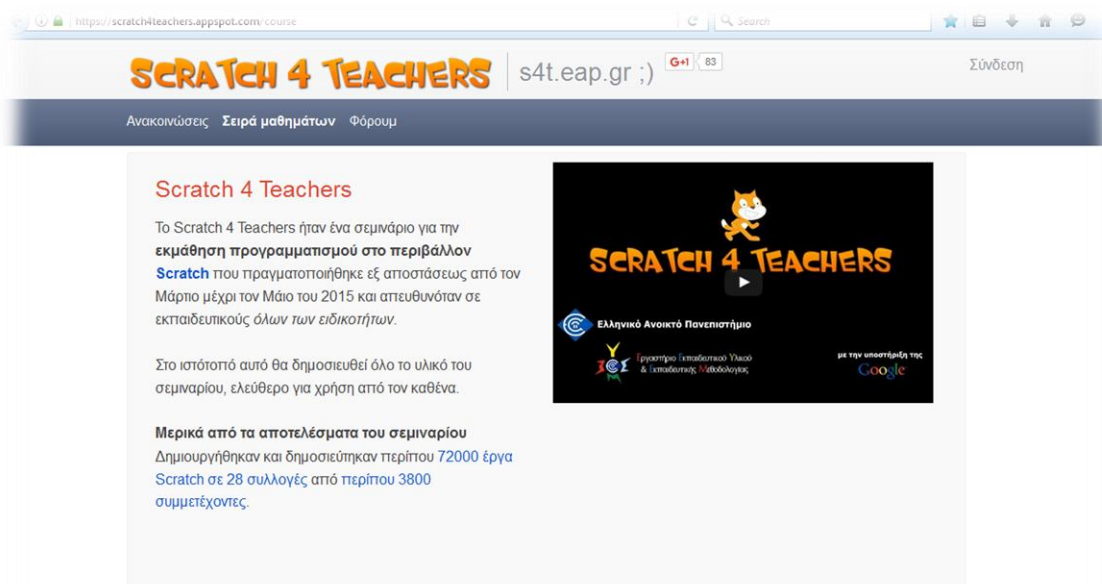 https://scratch4teachers.appspot.com/course
Search
SCRATCH 4 TEACHERS
s4t.eap.gr ;)
G+1 83
Σύνδεση
Ανακοινώσεις Σειρά μαθημάτων Φόρουμ
Scratch 4 Teachers
Το Scratch 4 Teachers ήταν ένα σεμινάριο για την
εκμάθηση προγραμματισμού στο περιβάλλον
Scratch που πραγματοποιήθηκε εξ αποστάσεως από τον
Μάρτιο μέχρι τον Μάιο του 2015 και απευθυνόταν σε
εκπαιδευτικούς όλων των ειδικοτήτων.
Στο ιστότοπό αυτό θα δημοσιευθεί όλο το υλικό του
σεμιναρίου, ελεύθερο για χρήση από τον καθένα.
Μερικά από τα αποτελέσματα του σεμιναρίου
Δημιουργήθηκαν και δημοσιεύτηκαν περίπου 72000 έργα
Scratch σε 28 συλλογές από περίπου 3800
συμμετέχοντες.
SCRATCH 4 TEACHERS
Ελληνικό Ανοικτό Πανεπιστήμιο
Εργαστήριο Εκπαιδευτικού Υλικού
& Εκπαιδευτικής Μεθοδολογίας
με την υποστήριξη της
Google